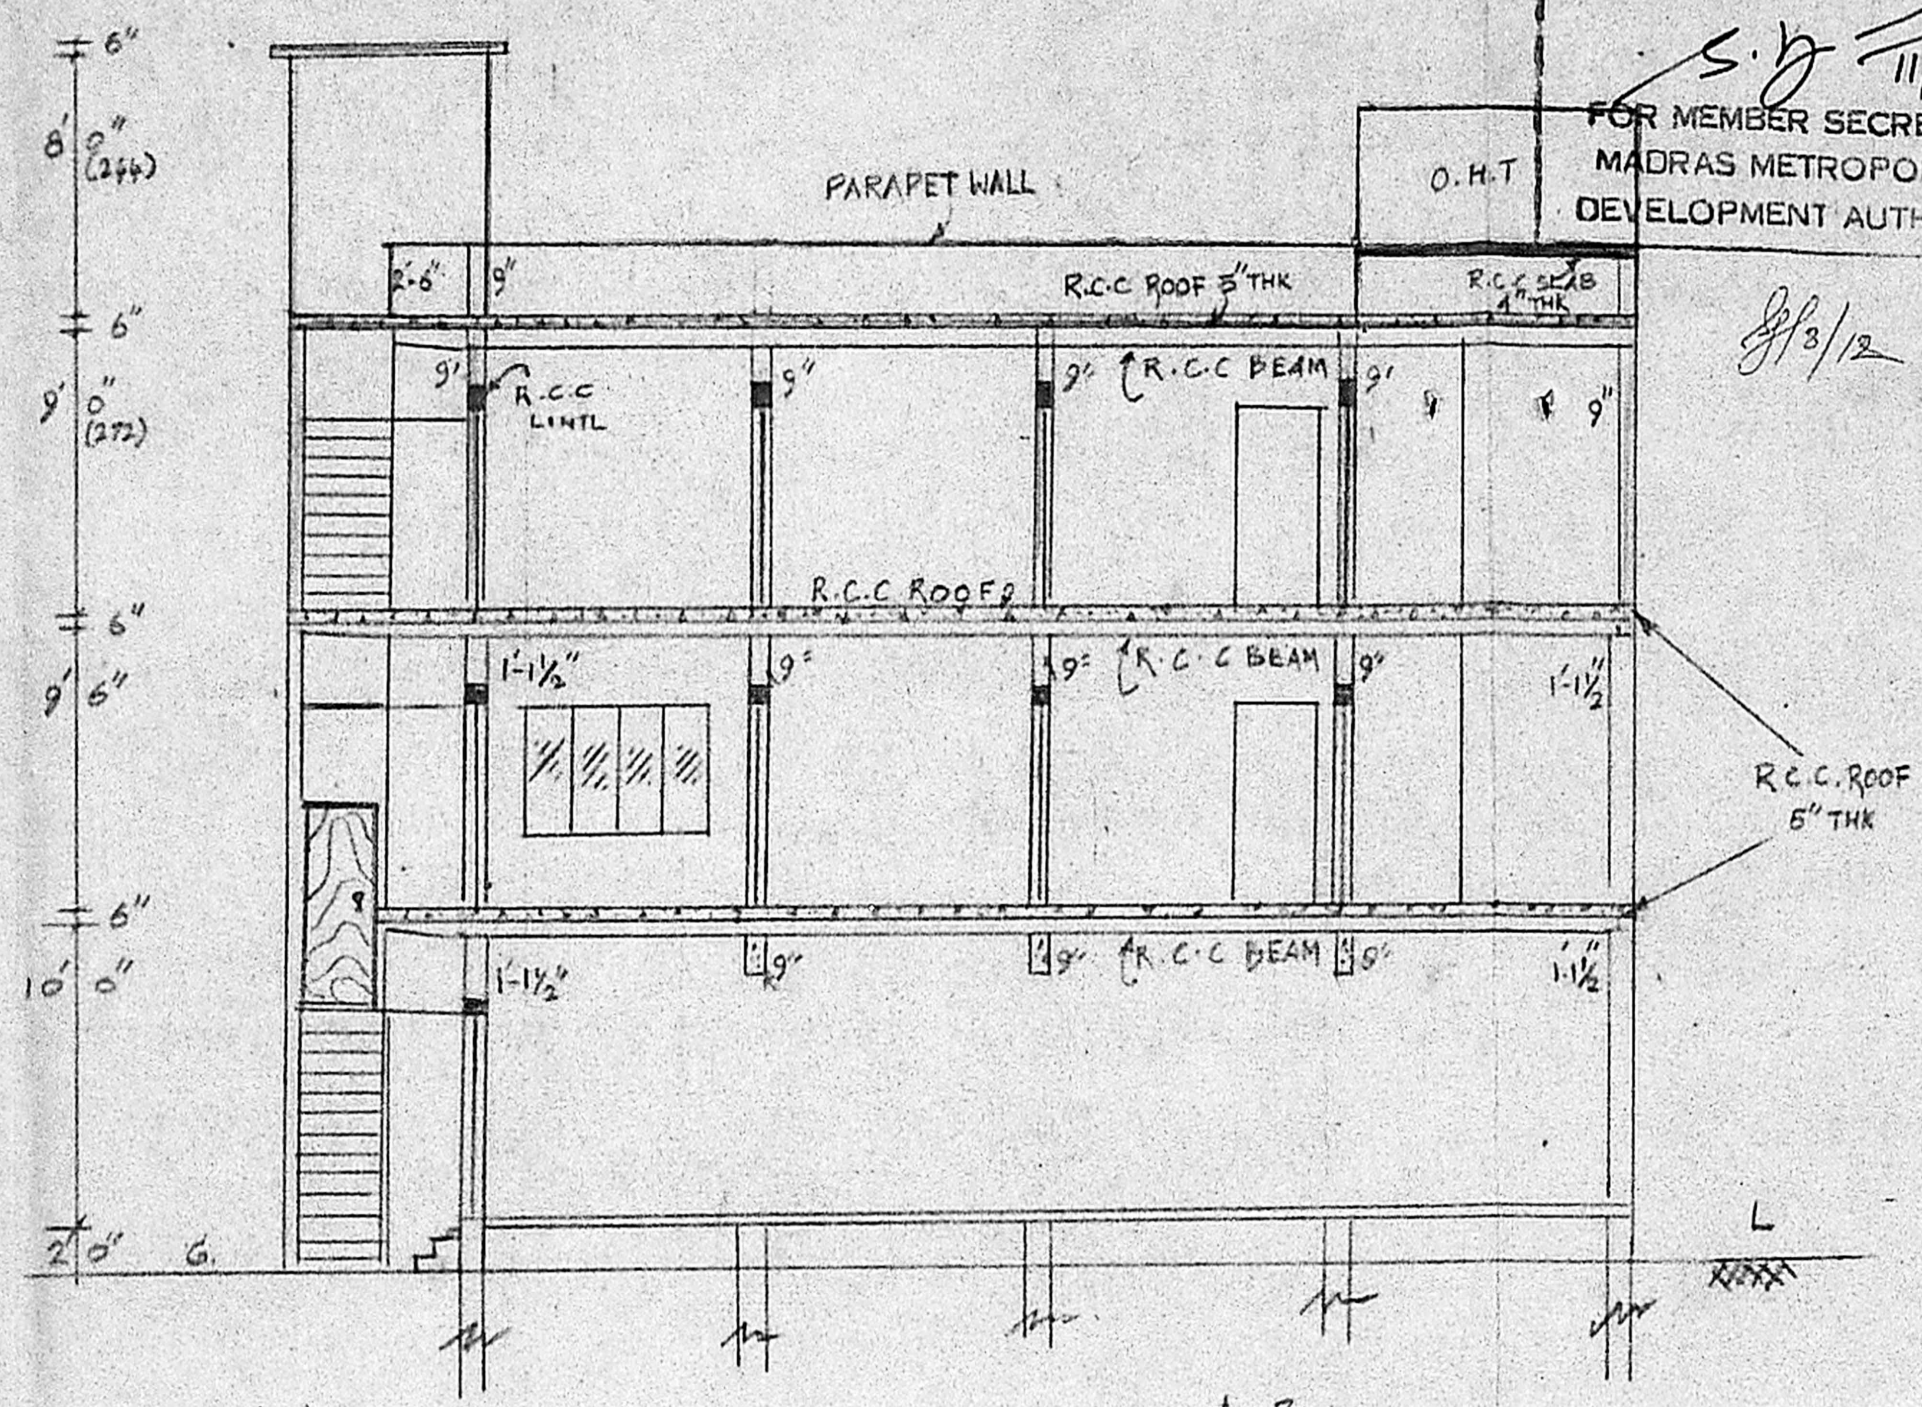 6"
8' 0"
(244)
6"
9' 0"
(272)
6"
9' 6"
6"
10' 0"
2' 0"
G.
L
FOR MEMBER SECRE
MADRAS METROPO
DEVELOPMENT AUTH
O.H.T
PARAPET WALL
2'-6" 9"
R.C.C ROOF 5" THK
R.C.C SLAB
4" THK
9' 9" 9" R.C.C BEAM 9' 9"
R.C.C
LINTL
R.C.C ROOF
1'-1½" 9" 9" R.C.C BEAM 9" 1'-1½"
R.C.C. ROOF
5" THK
1'-1½" 9" 9" R.C.C BEAM 9" 1'-1½"